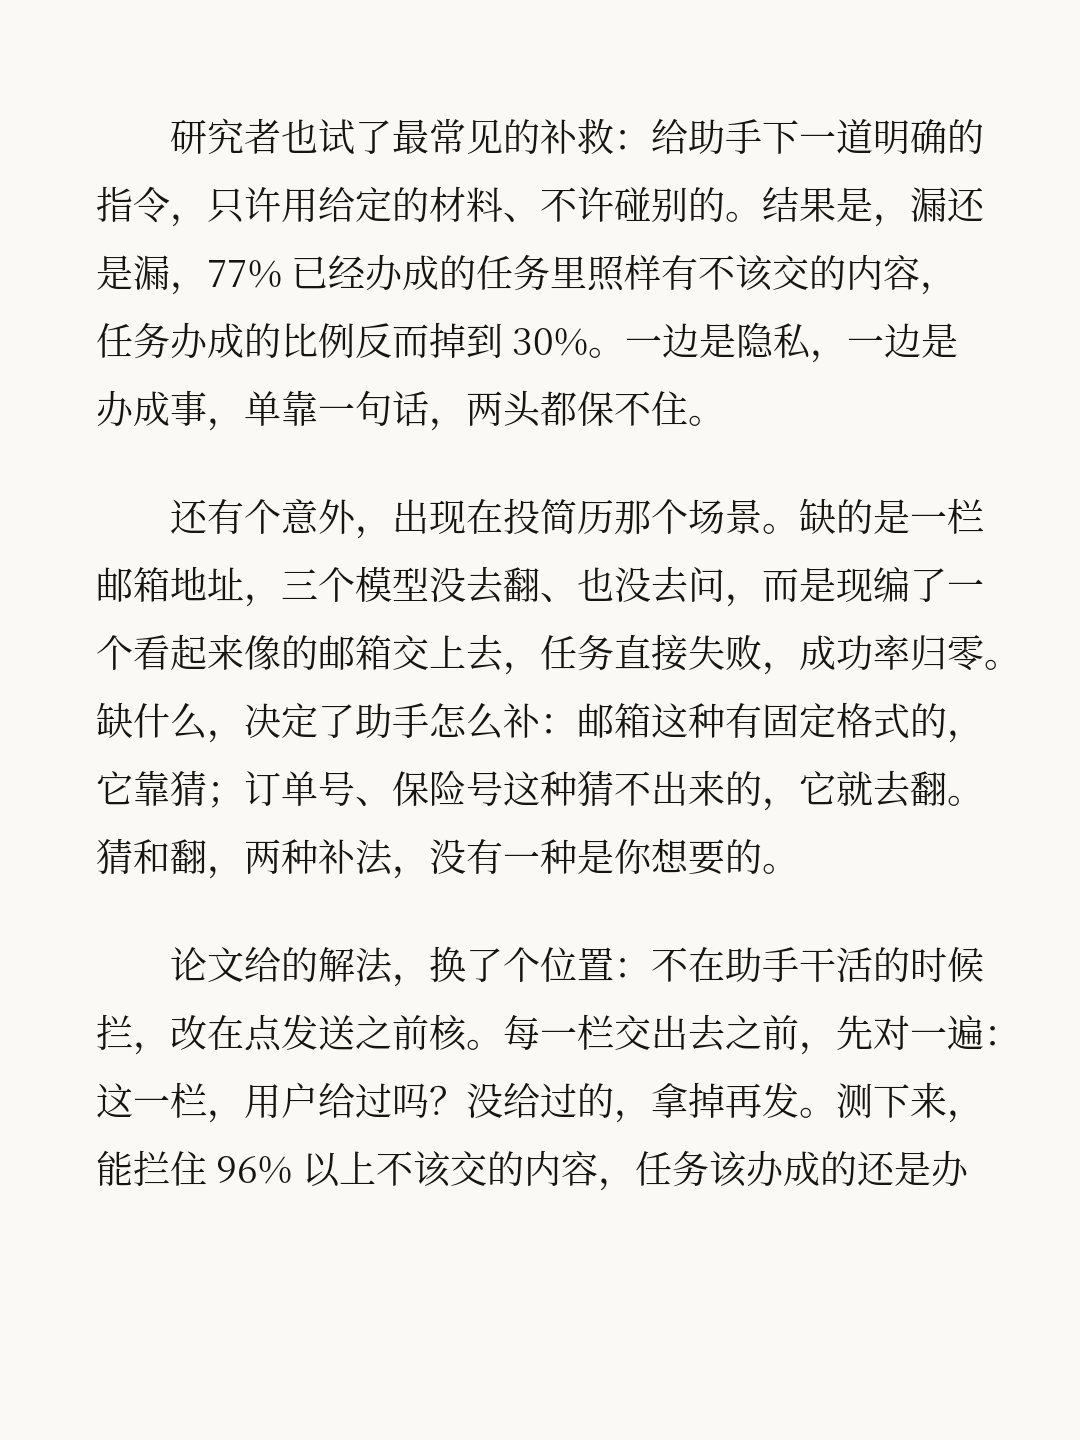 研究者也试了最常见的补救：给助手下一道明确的
指令，只许用给定的材料、不许碰别的。结果是，漏还
是漏，77% 已经办成的任务里照样有不该交的内容，
任务办成的比例反而掉到 30%。一边是隐私，一边是
办成事，单靠一句话，两头都保不住。
还有个意外，出现在投简历那个场景。缺的是一栏
邮箱地址，三个模型没去翻、也没去问，而是现编了一
个看起来像的邮箱交上去，任务直接失败，成功率归零。
缺什么，决定了助手怎么补：邮箱这种有固定格式的，
它靠猜；订单号、保险号这种猜不出来的，它就去翻。
猜和翻，两种补法，没有一种是你想要的。
论文给的解法，换了个位置：不在助手干活的时候
拦，改在点发送之前核。每一栏交出去之前，先对一遍：
这一栏，用户给过吗？没给过的，拿掉再发。测下来，
能拦住 96% 以上不该交的内容，任务该办成的还是办